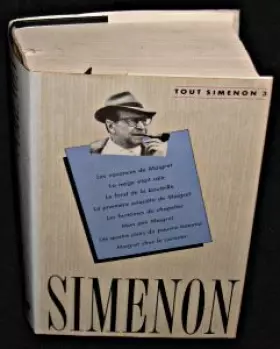 TOUT SIMENON 3
Les vacances de Maigret
La neige était sale
Le fond de la bouteille
La première enquête de Maigret
Les fantômes du chapelier
Mon ami Maigret
Les quatre jours du pauvre homme
Maigret chez le coroner
SIMENON